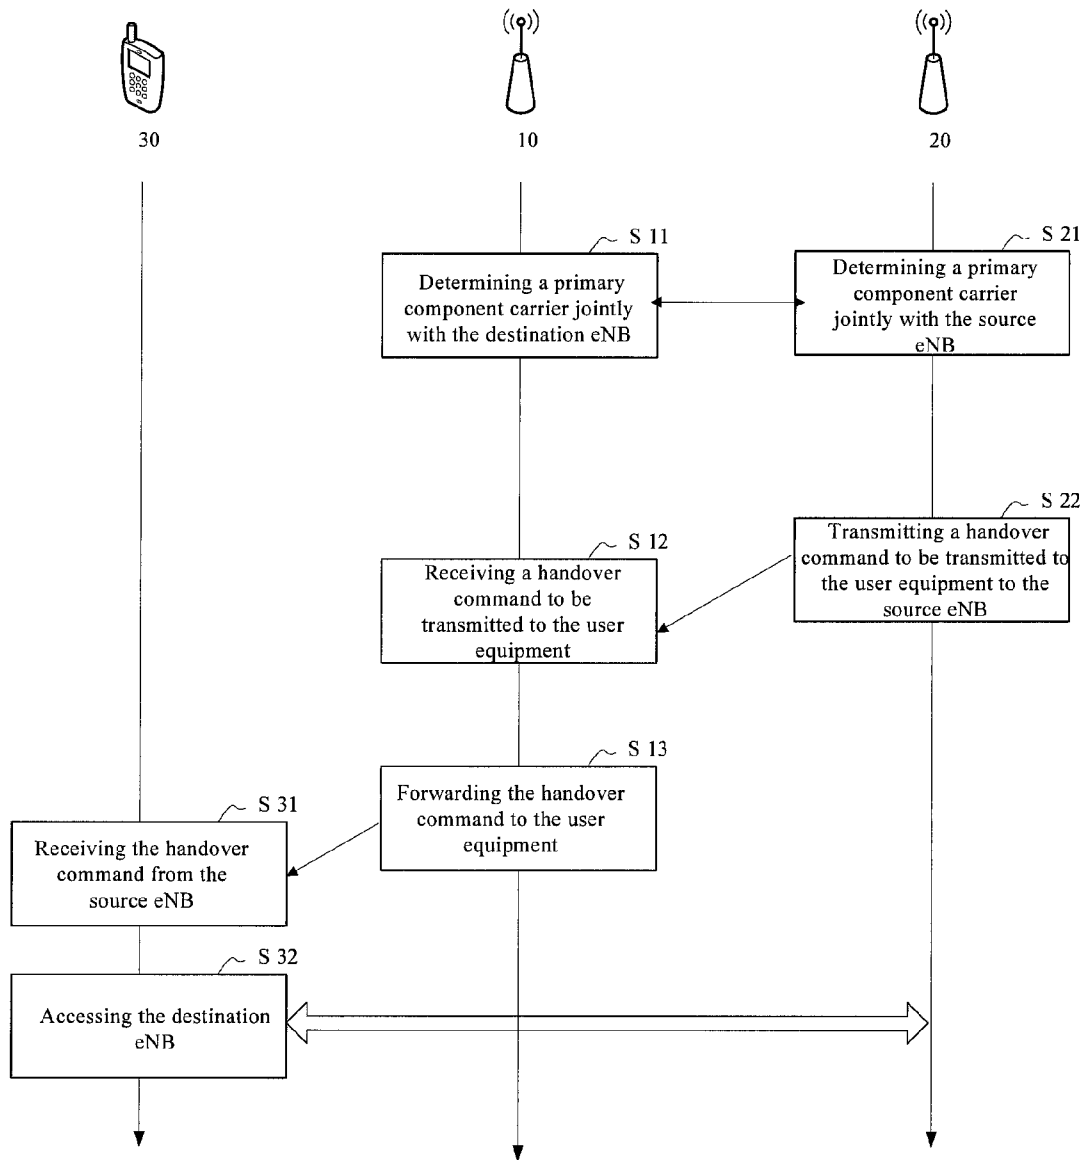 30
10
20
S 11
Determining a primary
component carrier jointly
with the destination eNB
S 21
Determining a primary
component carrier
jointly with the source
eNB
S 22
Transmitting a handover
command to be transmitted to
the user equipment to the
source eNB
S 12
Receiving a handover
command to be
transmitted to the user
equipment
S 13
Forwarding the handover
command to the user
equipment
S 31
Receiving the handover
command from the
source eNB
S 32
Accessing the destination
eNB